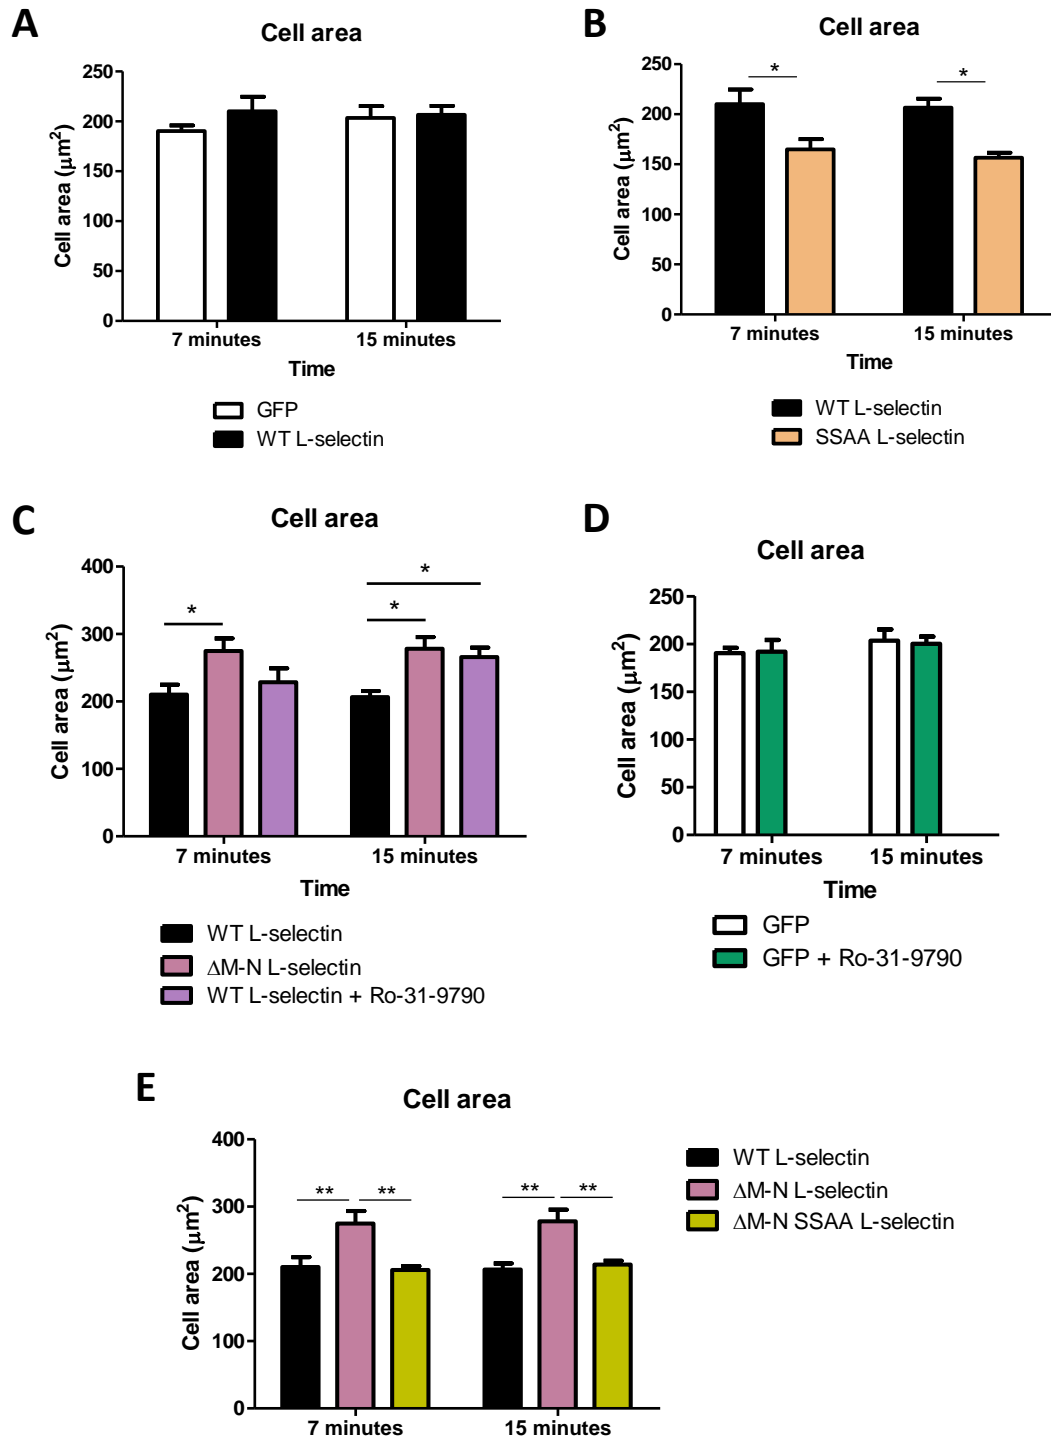 A
Cell area
Cell area (μm²)
250
200
150
100
50
0
7 minutes
15 minutes
Time
GFP
WT L-selectin
B
Cell area
Cell area (μm²)
250
200
150
100
50
0
*
*
7 minutes
15 minutes
Time
WT L-selectin
SSAA L-selectin
C
Cell area
Cell area (μm²)
400
300
200
100
0
*
*
*
7 minutes
15 minutes
Time
WT L-selectin
ΔM-N L-selectin
WT L-selectin + Ro-31-9790
D
Cell area
Cell area (μm²)
250
200
150
100
50
0
7 minutes
15 minutes
Time
GFP
GFP + Ro-31-9790
E
Cell area
Cell area (μm²)
400
300
200
100
0
**
**
**
**
7 minutes
15 minutes
WT L-selectin
ΔM-N L-selectin
ΔM-N SSAA L-selectin